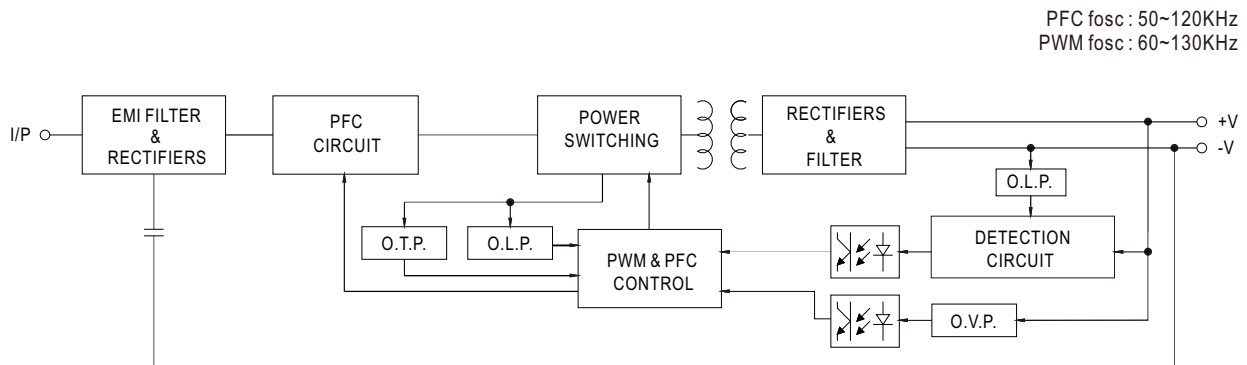 PFC fosc : 50~120KHz
PWM fosc : 60~130KHz
I/P
EMI FILTER
&
RECTIFIERS
PFC
CIRCUIT
POWER
SWITCHING
RECTIFIERS
&
FILTER
+V
-V
O.L.P.
O.T.P.
O.L.P.
PWM & PFC
CONTROL
DETECTION
CIRCUIT
O.V.P.